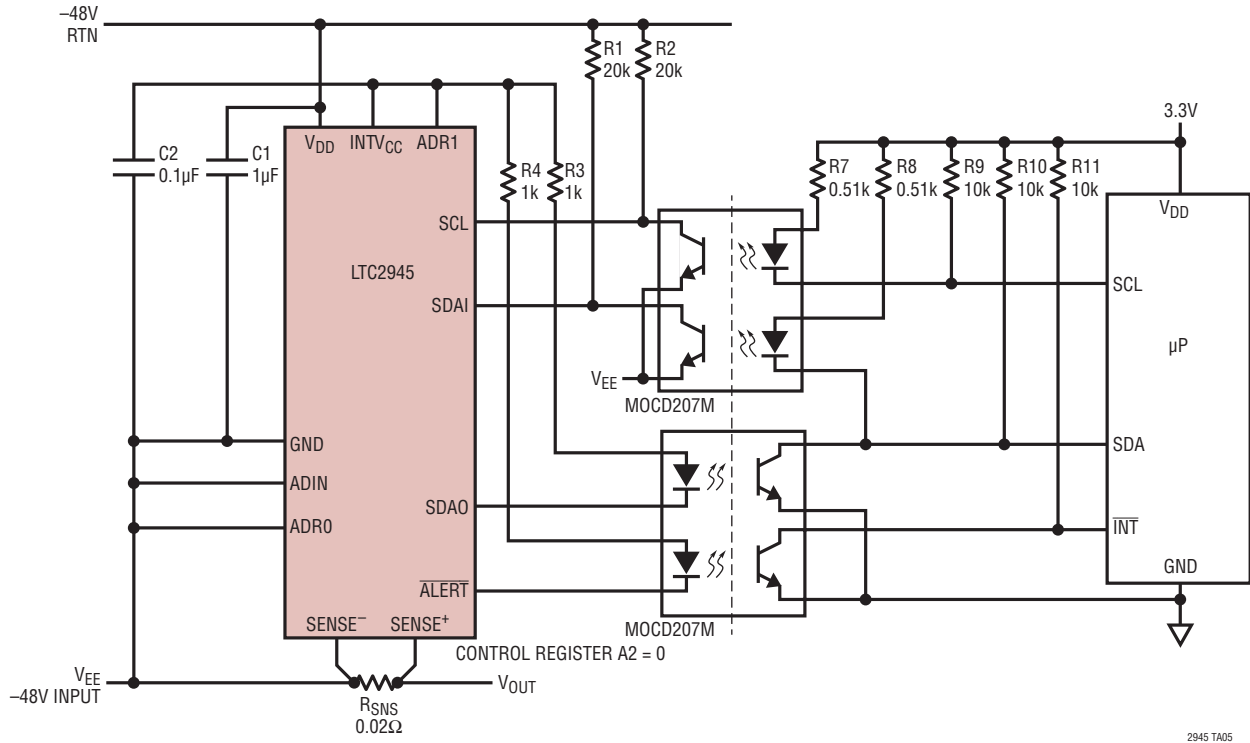 –48V
RTN
R1
20k
R2
20k
3.3V
VDD
INTVCC
ADR1
C2
0.1µF
C1
1µF
R4
1k
R3
1k
R7
0.51k
R8
0.51k
R9
10k
R10
10k
R11
10k
VDD
SCL
LTC2945
SCL
SDAI
µP
VEE
MOCD207M
GND
SDA
ADIN
SDAO
ADR0
INT
GND
ALERT
MOCD207M
SENSE–
SENSE+
CONTROL REGISTER A2 = 0
VEE
–48V INPUT
VOUT
RSNS
0.02Ω
2945 TA05